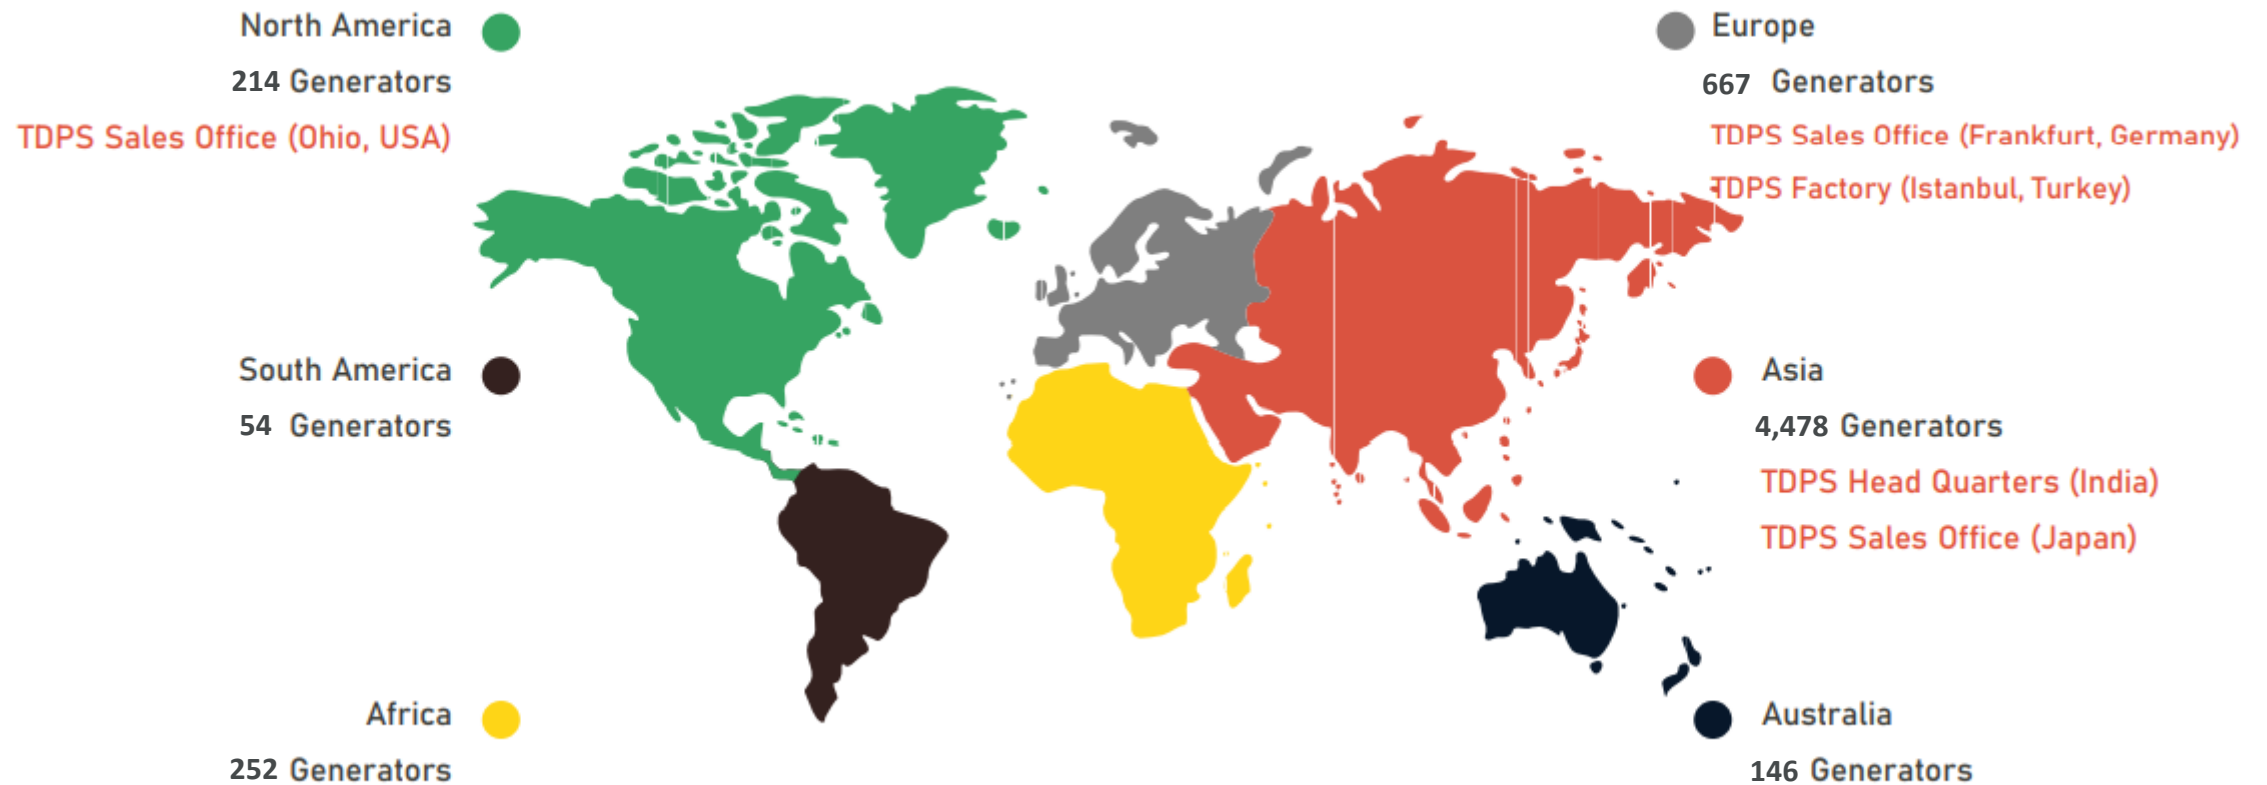 North America
214 Generators
TDPS Sales Office (Ohio, USA)
Europe
667 Generators
TDPS Sales Office (Frankfurt, Germany)
TDPS Factory (Istanbul, Turkey)
South America
54 Generators
Asia
4,478 Generators
TDPS Head Quarters (India)
TDPS Sales Office (Japan)
Africa
252 Generators
Australia
146 Generators